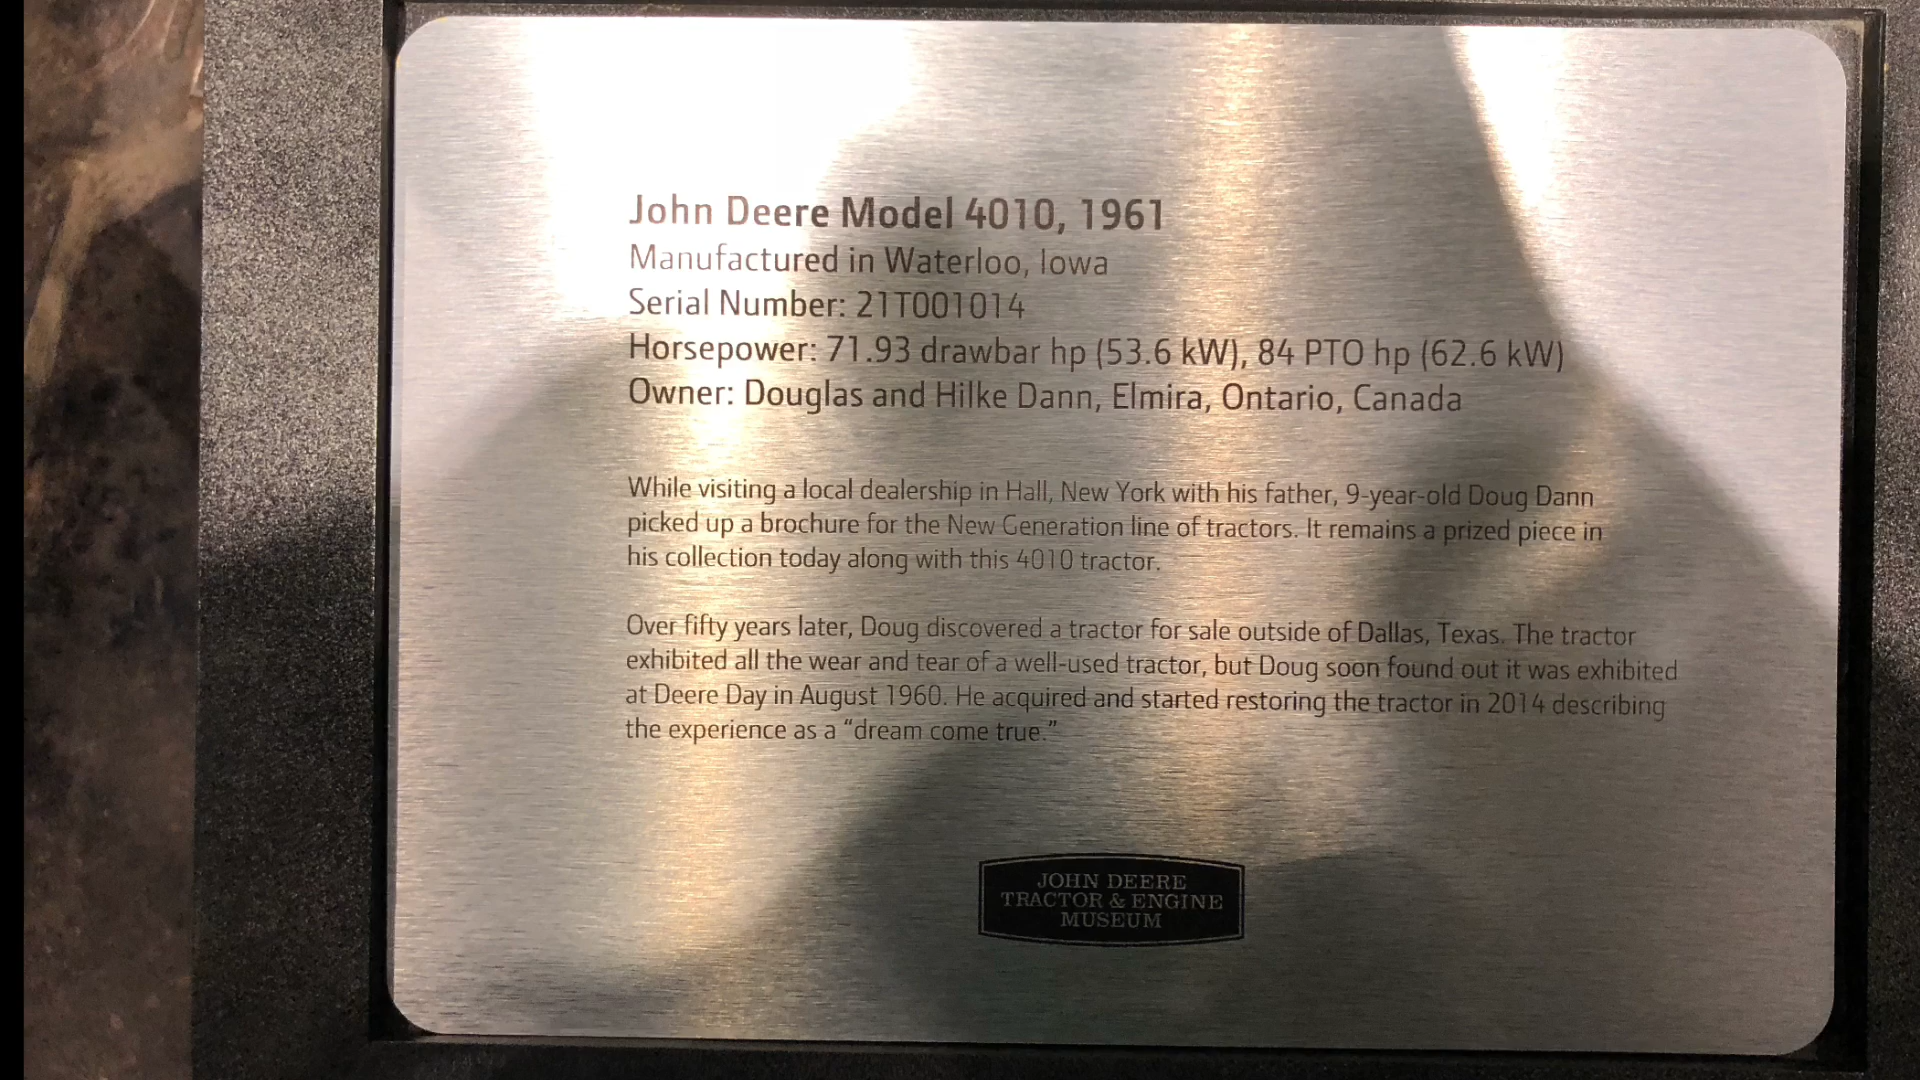 John Deere Model 4010, 1961
Manufactured in Waterloo, Iowa
Serial Number: 21T001014
Horsepower: 71.93 drawbar hp (53.6 kW), 84 PTO hp (62.6 kW)
Owner: Douglas and Hilke Dann, Elmira, Ontario, Canada
While visiting a local dealership in Hall, New York with his father, 9-year-old Doug Dann
picked up a brochure for the New Generation line of tractors. It remains a prized piece in
his collection today along with this 4010 tractor.
Over fifty years later, Doug discovered a tractor for sale outside of Dallas, Texas. The tractor
exhibited all the wear and tear of a well-used tractor, but Doug soon found out it was exhibited
at Deere Day in August 1960. He acquired and started restoring the tractor in 2014 describing
the experience as a “dream come true.”
JOHN DEERE
TRACTOR & ENGINE
MUSEUM